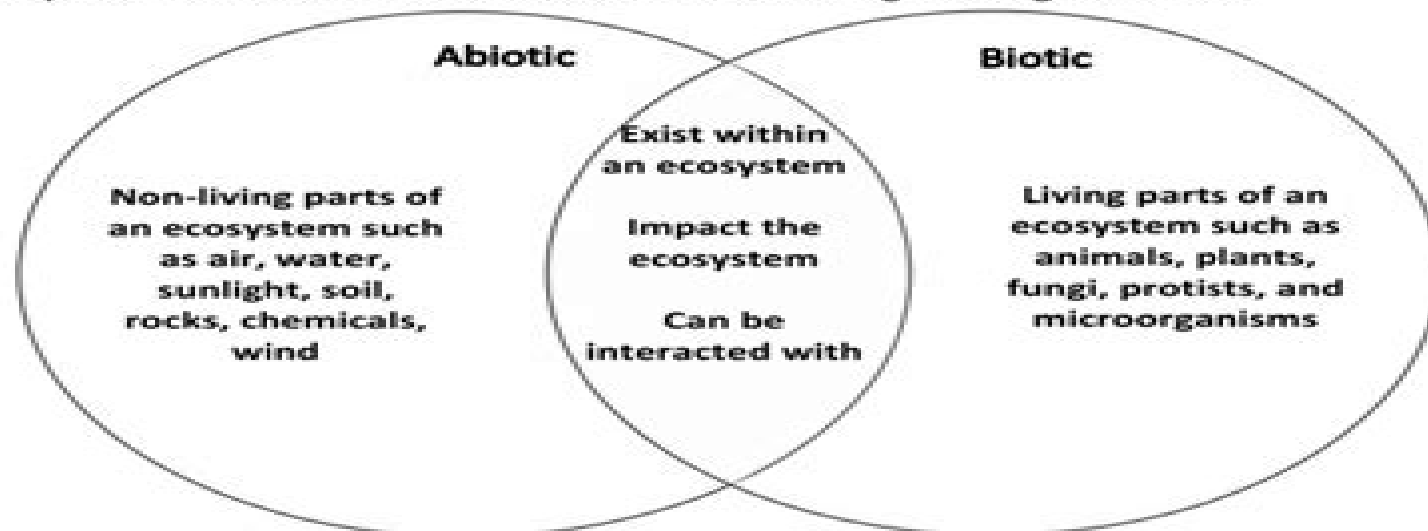 Abiotic
Biotic
Non-living parts of
an ecosystem such
as air, water,
sunlight, soil,
rocks, chemicals,
wind
Exist within
an ecosystem
Impact the
ecosystem
Can be
interacted with
Living parts of an
ecosystem such as
animals, plants,
fungi, protists, and
microorganisms